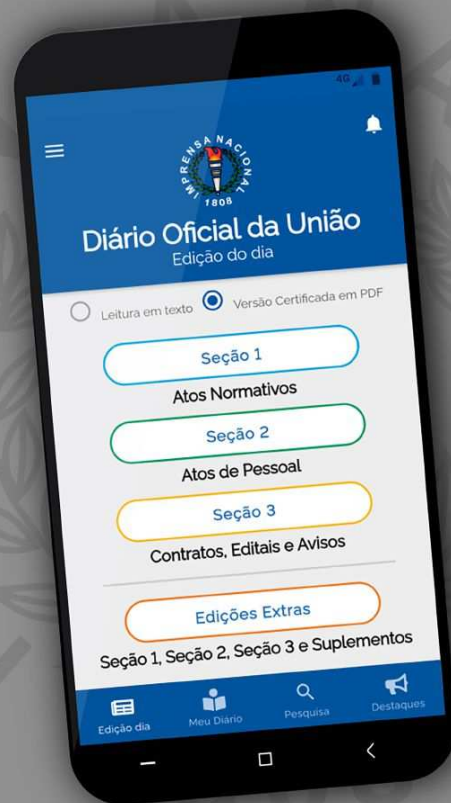 4G
IMPRENSA NACIONAL
1808
Diário Oficial da União
Edição do dia
Leitura em texto Versão Certificada em PDF
Seção 1
Atos Normativos
Seção 2
Atos de Pessoal
Seção 3
Contratos, Editais e Avisos
Edições Extras
Seção 1, Seção 2, Seção 3 e Suplementos
Edição dia Meu Diário Pesquisa Destaques